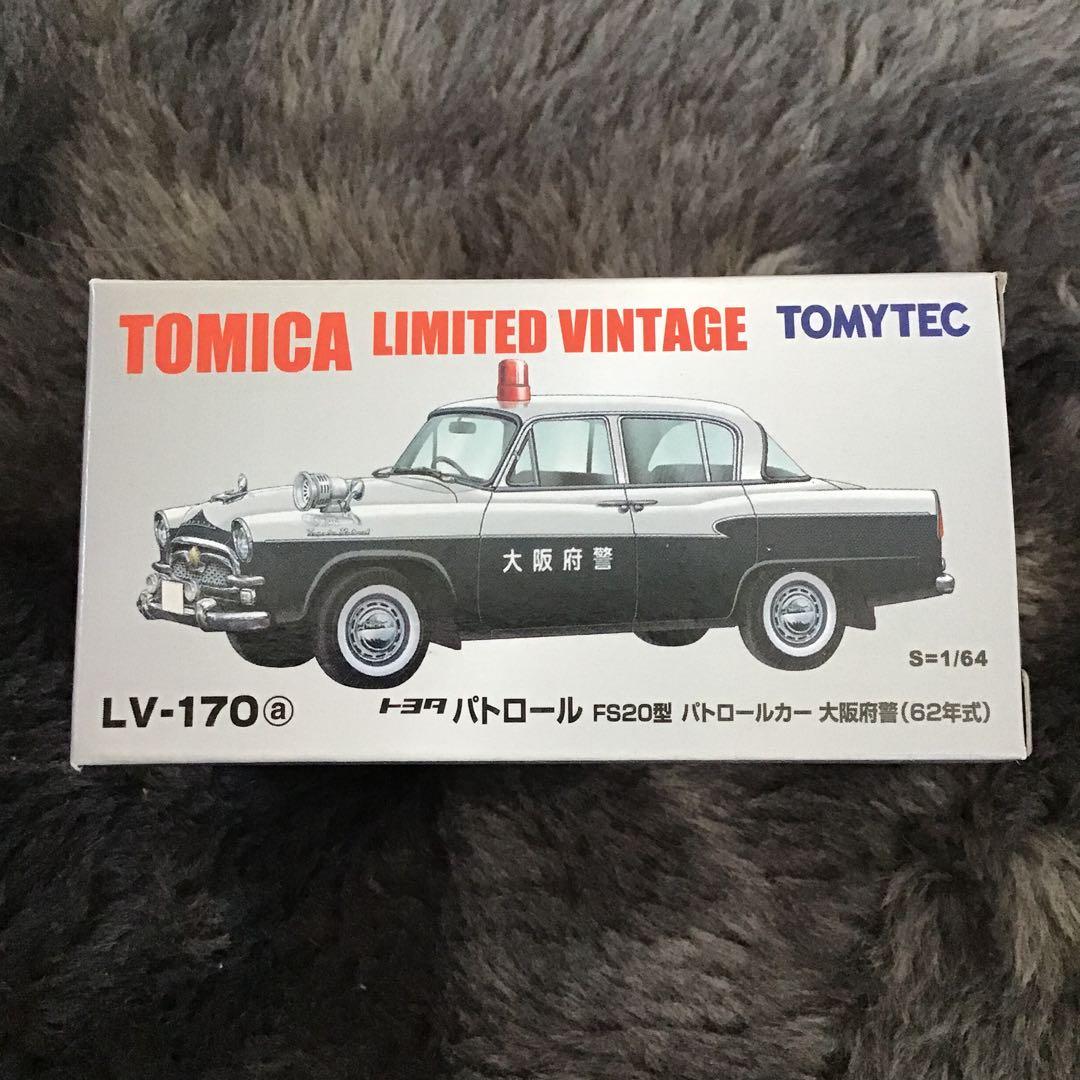 TOMICA LIMITED VINTAGE TOMYTEC
大阪府警
S=1/64
LV-170ⓐ トヨタ パトロール FS20型 パトロールカー 大阪府警(62年式)